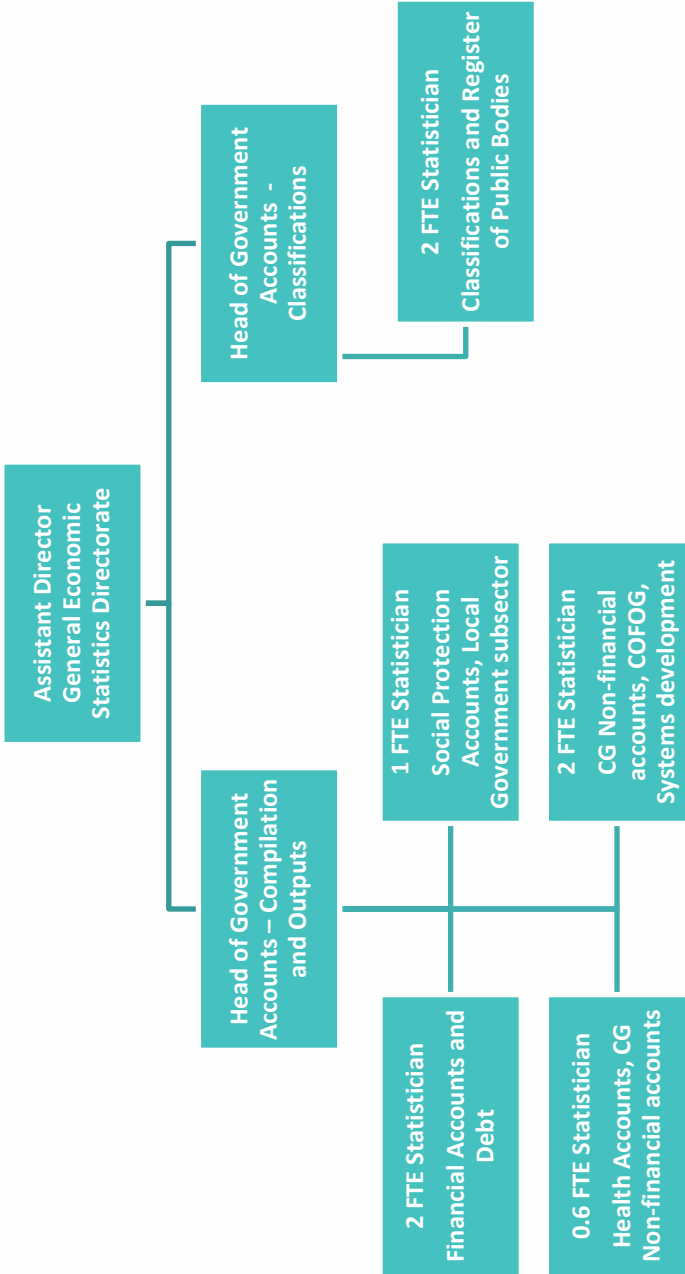 Assistant Director
General Economic
Statistics Directorate
Head of Government
Accounts – Compilation
and Outputs
Head of Government
Accounts -
Classifications
2 FTE Statistician
Financial Accounts and
Debt
1 FTE Statistician
Social Protection
Accounts, Local
Government subsector
0.6 FTE Statistician
Health Accounts, CG
Non-financial accounts
2 FTE Statistician
CG Non-financial
accounts, COFOG,
Systems development
2 FTE Statistician
Classifications and Register
of Public Bodies